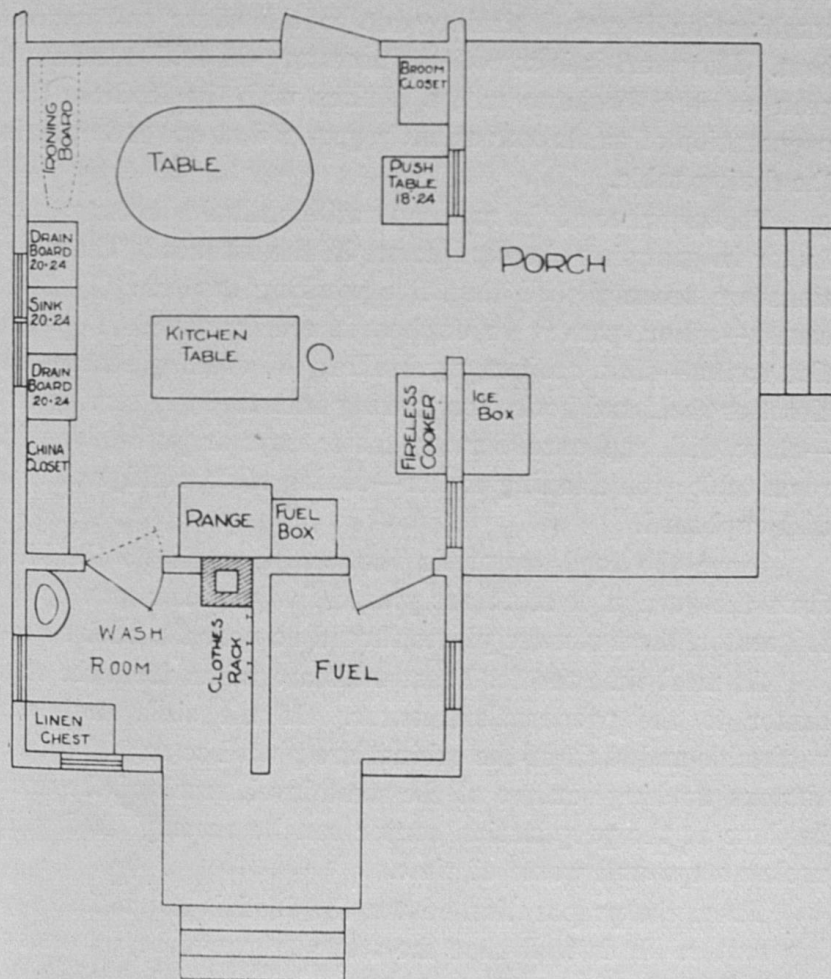 BROOM
CLOSET
IRONING
BOARD
TABLE
PUSH
TABLE
18-24
DRAIN
BOARD
20-24
PORCH
SINK
20-24
KITCHEN
TABLE
DRAIN
BOARD
20-24
FIRELESS
COOKER
ICE
BOX
CHINA
CLOSET
RANGE
FUEL
BOX
WASH
ROOM
CLOTHES
RACK
FUEL
LINEN
CHEST